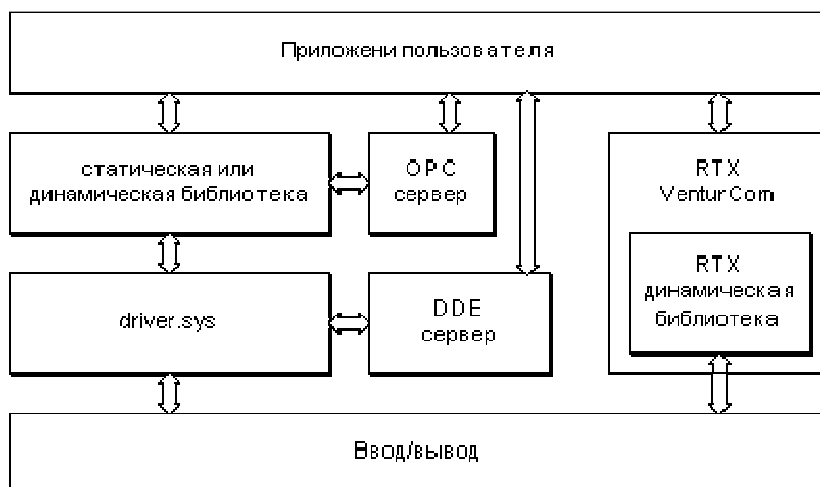 Приложени пользователя
статическая или
динамическая библиотека
OPC
сервер
RTX
VenturCom
RTX
динамическая
библиотека
driver.sys
DDE
сервер
Ввод/вывод